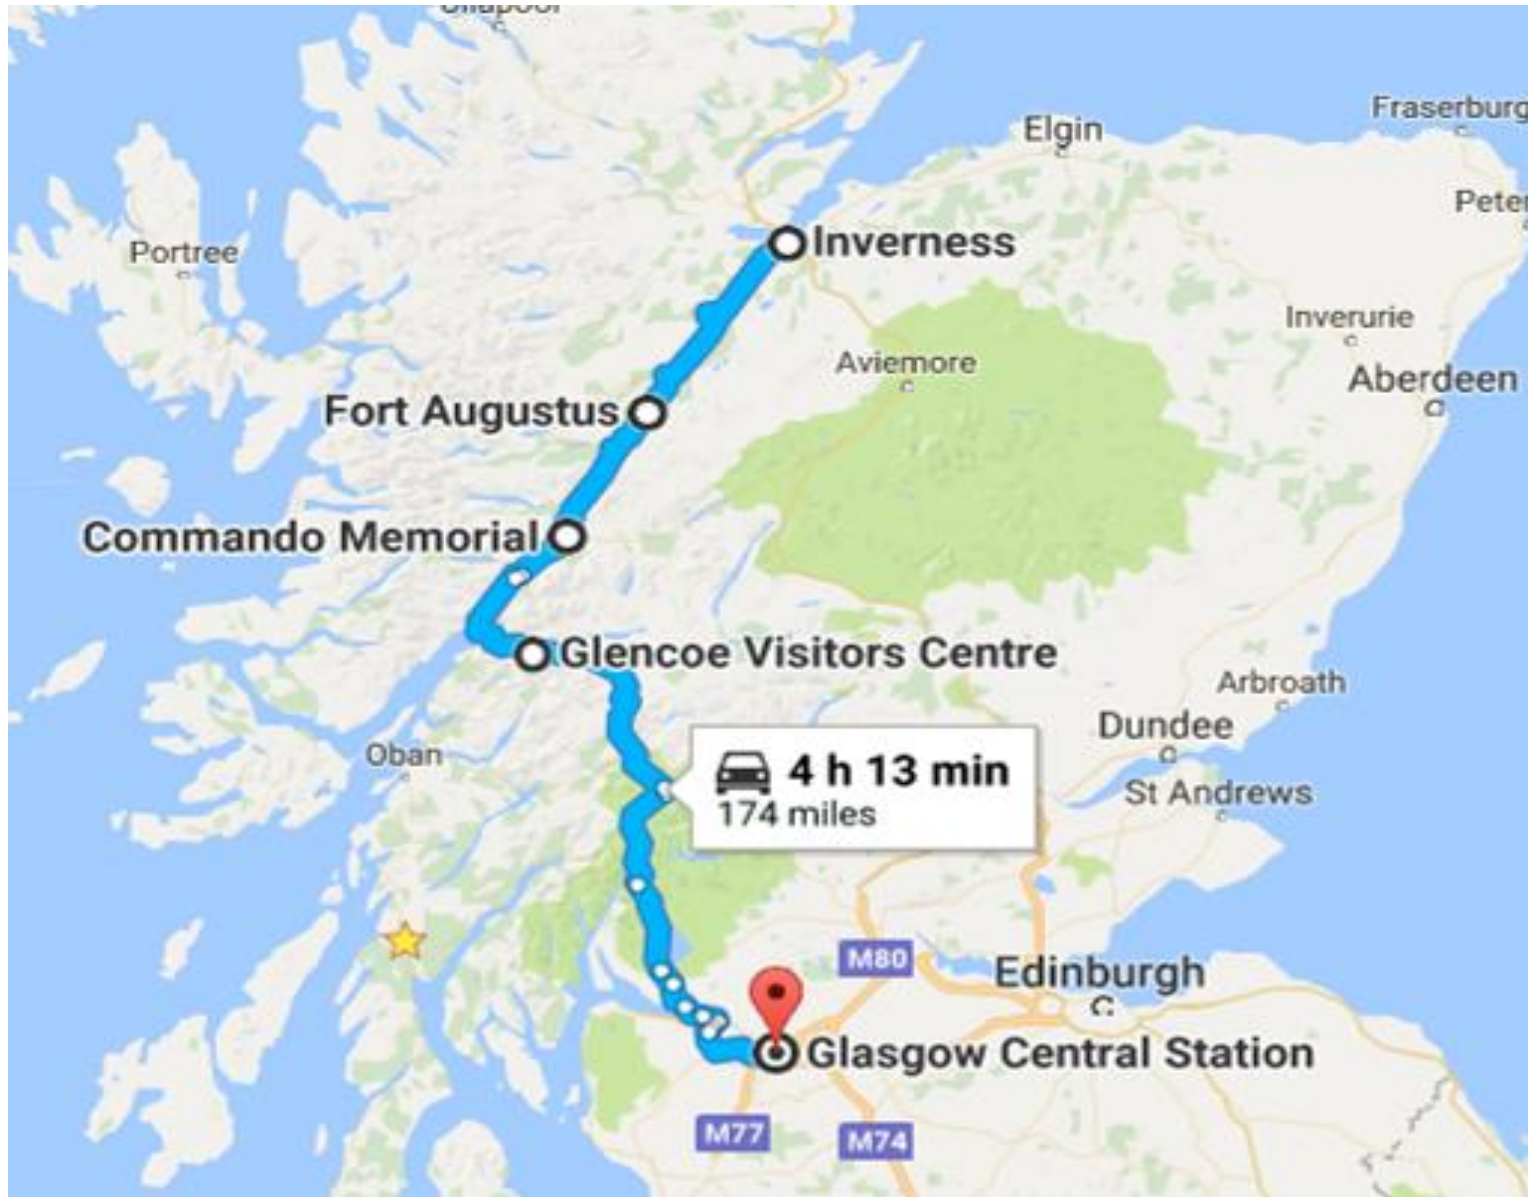 Ullapool
Elgin
Fraserburg
Peter
Portree
Inverness
Inverurie
Aviemore
Aberdeen
Fort Augustus
Commando Memorial
Glencoe Visitors Centre
Arbroath
Dundee
Oban
4 h 13 min
174 miles
St Andrews
M80
Edinburgh
Glasgow Central Station
M77
M74